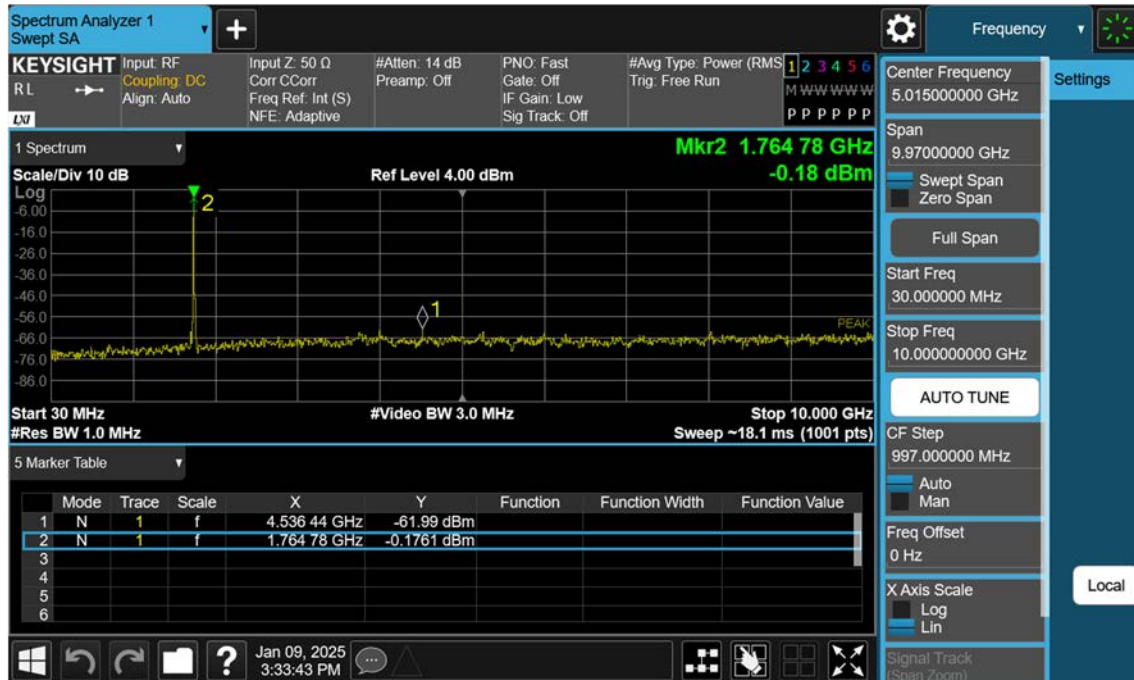 Spectrum Analyzer 1
Swept SA
Frequency
KEYSIGHT
RL
LXI
Input: RF
Coupling: DC
Align: Auto
Input Z: 50 Ω
Corr CCorr
Freq Ref: Int (S)
NFE: Adaptive
#Atten: 14 dB
Preamp: Off
PNO: Fast
Gate: Off
IF Gain: Low
Sig Track: Off
#Avg Type: Power (RMS
Trig: Free Run
1 2 3 4 5 6
M W W W W W
P P P P P P
1 Spectrum
Mkr2 1.764 78 GHz
Scale/Div 10 dB
Ref Level 4.00 dBm
-0.18 dBm
Log
2
-6.00
-16.0
-26.0
-36.0
-46.0
1
-56.0
PEAK
-66.0
-76.0
-86.0
Start 30 MHz
#Video BW 3.0 MHz
Stop 10.000 GHz
#Res BW 1.0 MHz
Sweep ~18.1 ms (1001 pts)
5 Marker Table
Mode Trace Scale X Y Function Function Width Function Value
1 N 1 f 4.536 44 GHz -61.99 dBm
2 N 1 f 1.764 78 GHz -0.1761 dBm
3
4
5
6
Jan 09, 2025
3:33:43 PM
Center Frequency
5.015000000 GHz
Settings
Span
9.97000000 GHz
Swept Span
Zero Span
Full Span
Start Freq
30.000000 MHz
Stop Freq
10.000000000 GHz
AUTO TUNE
CF Step
997.000000 MHz
Auto
Man
Freq Offset
0 Hz
X Axis Scale
Log
Lin
Local
Signal Track
(Span Zoom)